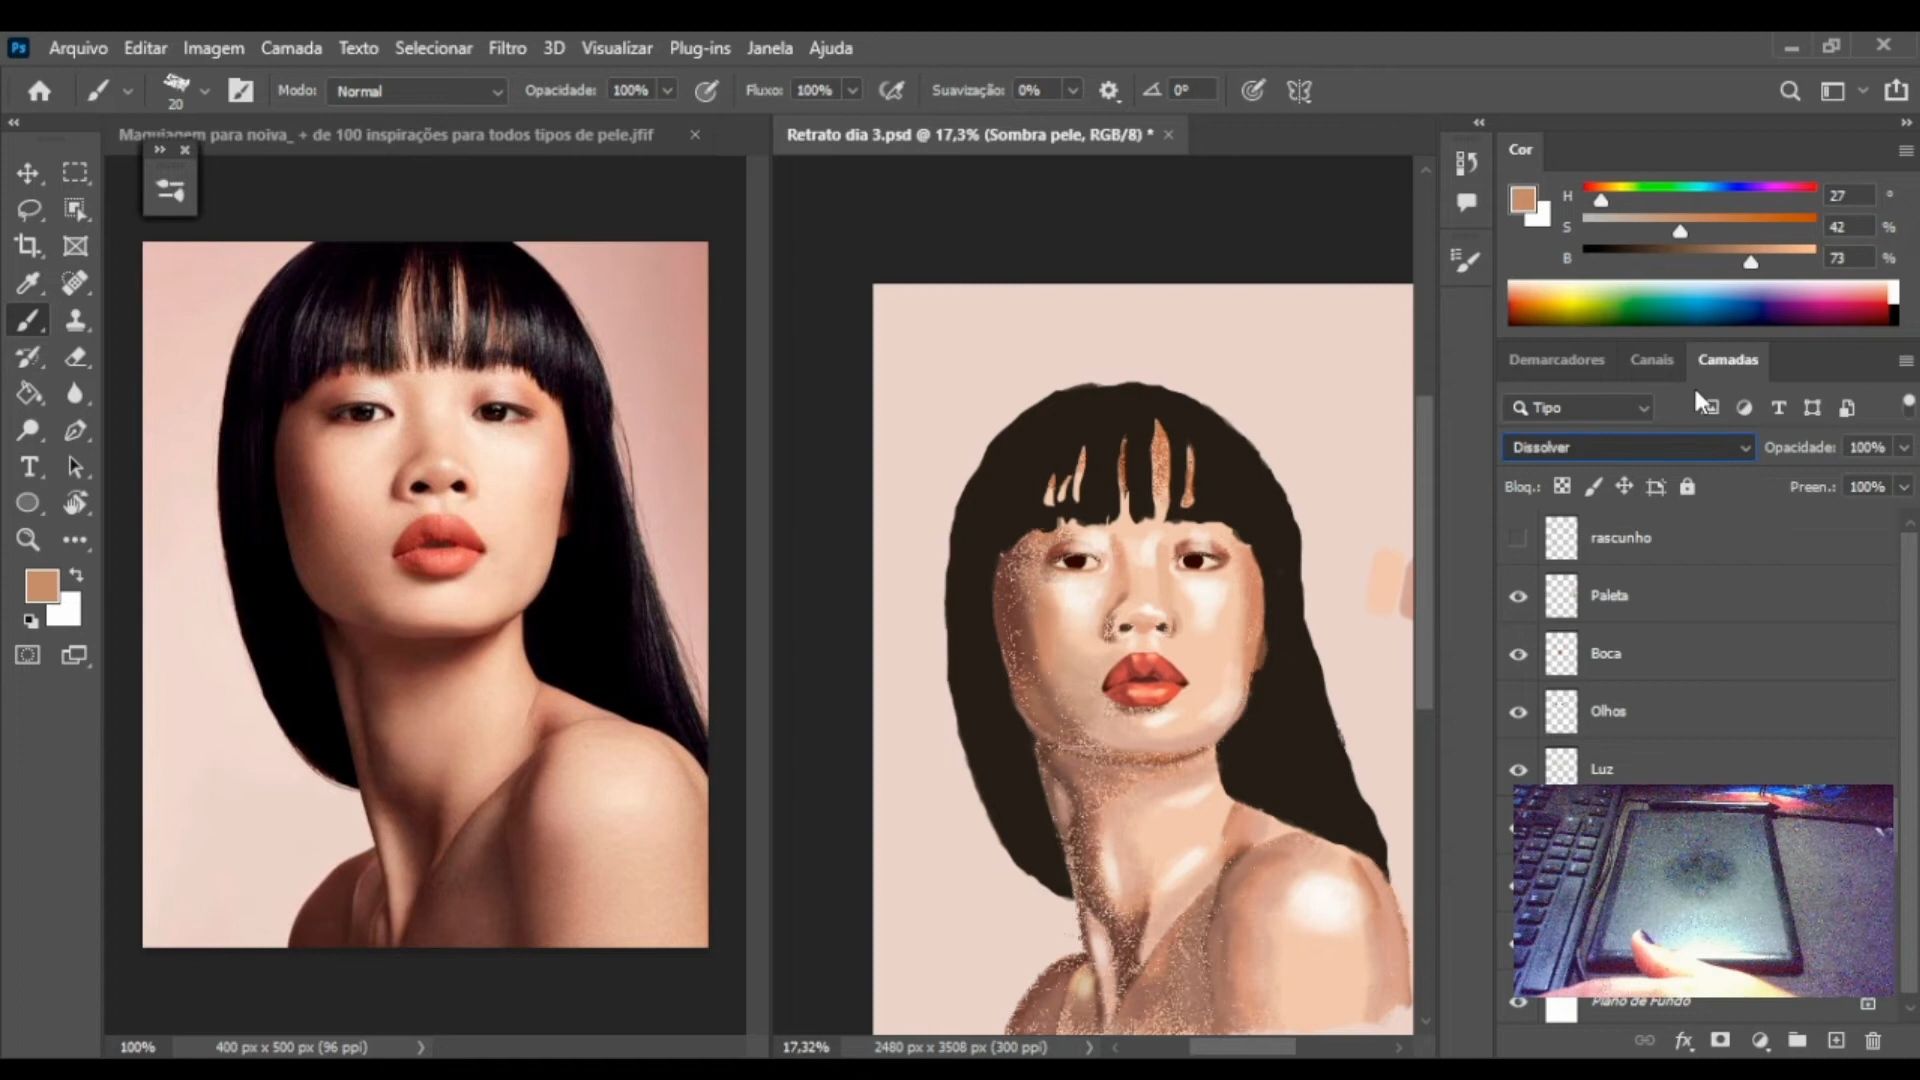 Ps Arquivo Editar Imagem Camada Texto Selecionar Filtro 3D Visualizar Plug-ins Janela Ajuda
20 Modo: Normal Opacidade: 100% Fluxo: 100% Suavização: 0% 0°
Maquiagem para noiva_ + de 100 inspirações para todos tipos de pele.jfif
Retrato dia 3.psd @ 17,3% (Sombra pele, RGB/8) *
Cor
H 27 °
S 42 %
B 73 %
Demarcadores Canais Camadas
Tipo
Dissolver Opacidade: 100%
Bloq.: Preen.: 100%
rascunho
Paleta
Boca
Olhos
Luz
Plano de Fundo
100% 400 px x 500 px (96 ppi)
17,32% 2480 px x 3508 px (300 ppi)
fx